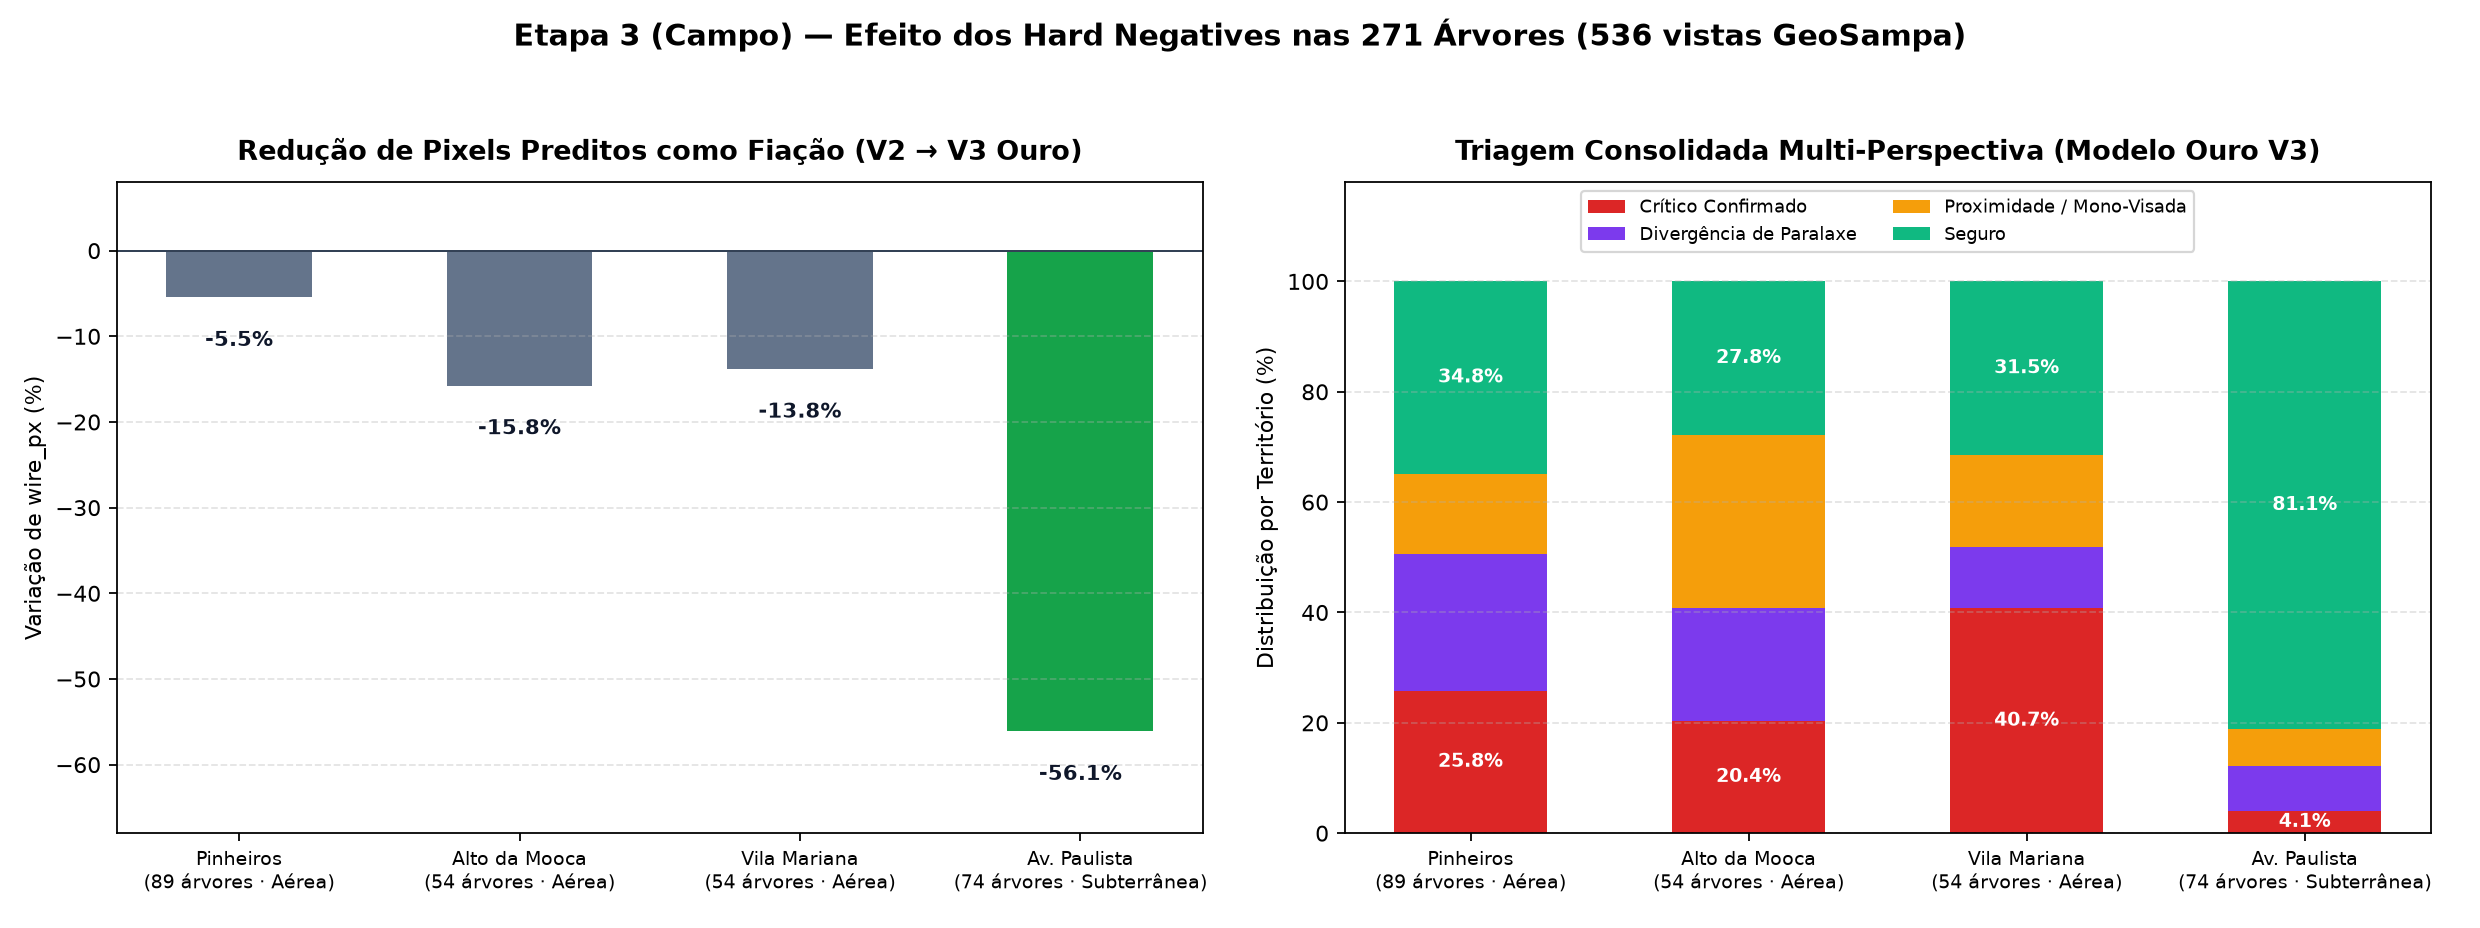 Etapa 3 (Campo) — Efeito dos Hard Negatives nas 271 Árvores (536 vistas GeoSampa)
Redução de Pixels Preditos como Fiação (V2 → V3 Ouro)
Variação de wire_px (%)
0
−10
−20
−30
−40
−50
−60
-5.5%
-15.8%
-13.8%
-56.1%
Pinheiros
(89 árvores · Aérea)
Alto da Mooca
(54 árvores · Aérea)
Vila Mariana
(54 árvores · Aérea)
Av. Paulista
(74 árvores · Subterrânea)
Triagem Consolidada Multi-Perspectiva (Modelo Ouro V3)
Crítico Confirmado
Divergência de Paralaxe
Proximidade / Mono-Visada
Seguro
Distribuição por Território (%)
100
80
60
40
20
0
34.8%
27.8%
31.5%
81.1%
25.8%
20.4%
40.7%
4.1%
Pinheiros
(89 árvores · Aérea)
Alto da Mooca
(54 árvores · Aérea)
Vila Mariana
(54 árvores · Aérea)
Av. Paulista
(74 árvores · Subterrânea)